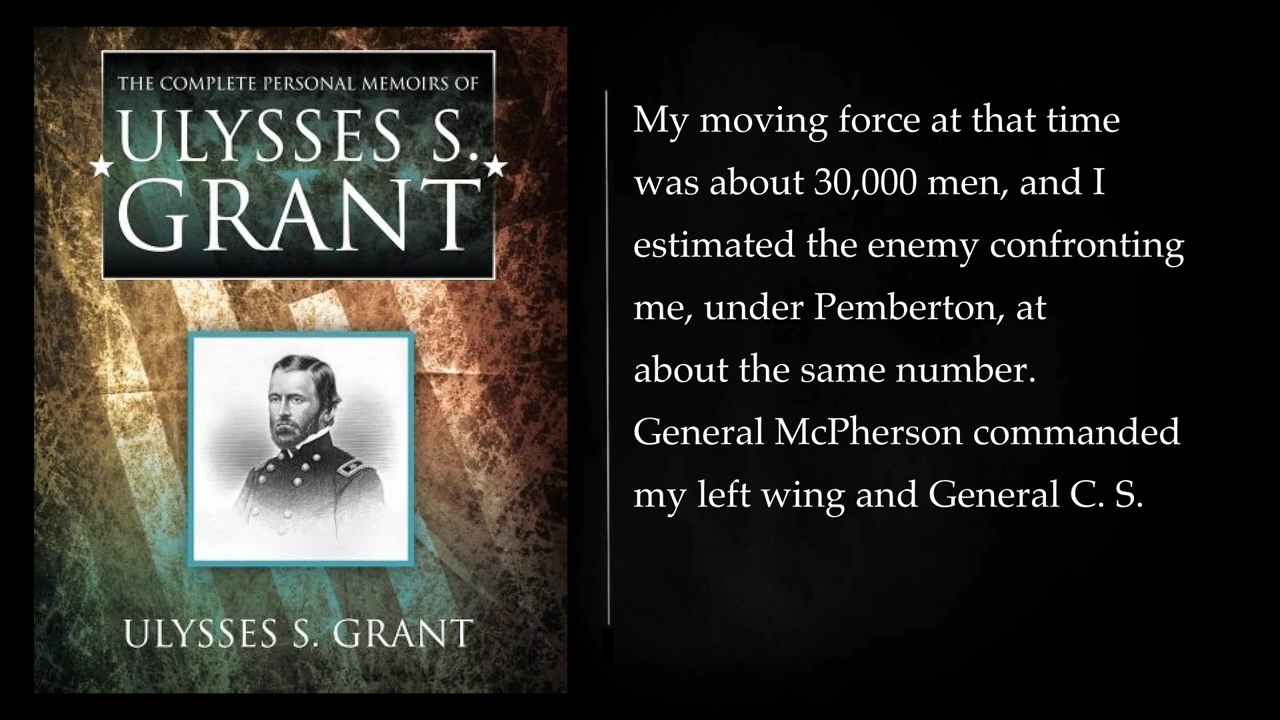 THE COMPLETE PERSONAL MEMOIRS OF
ULYSSES S.
GRANT
ULYSSES S. GRANT
My moving force at that time
was about 30,000 men, and I
estimated the enemy confronting
me, under Pemberton, at
about the same number.
General McPherson commanded
my left wing and General C. S.